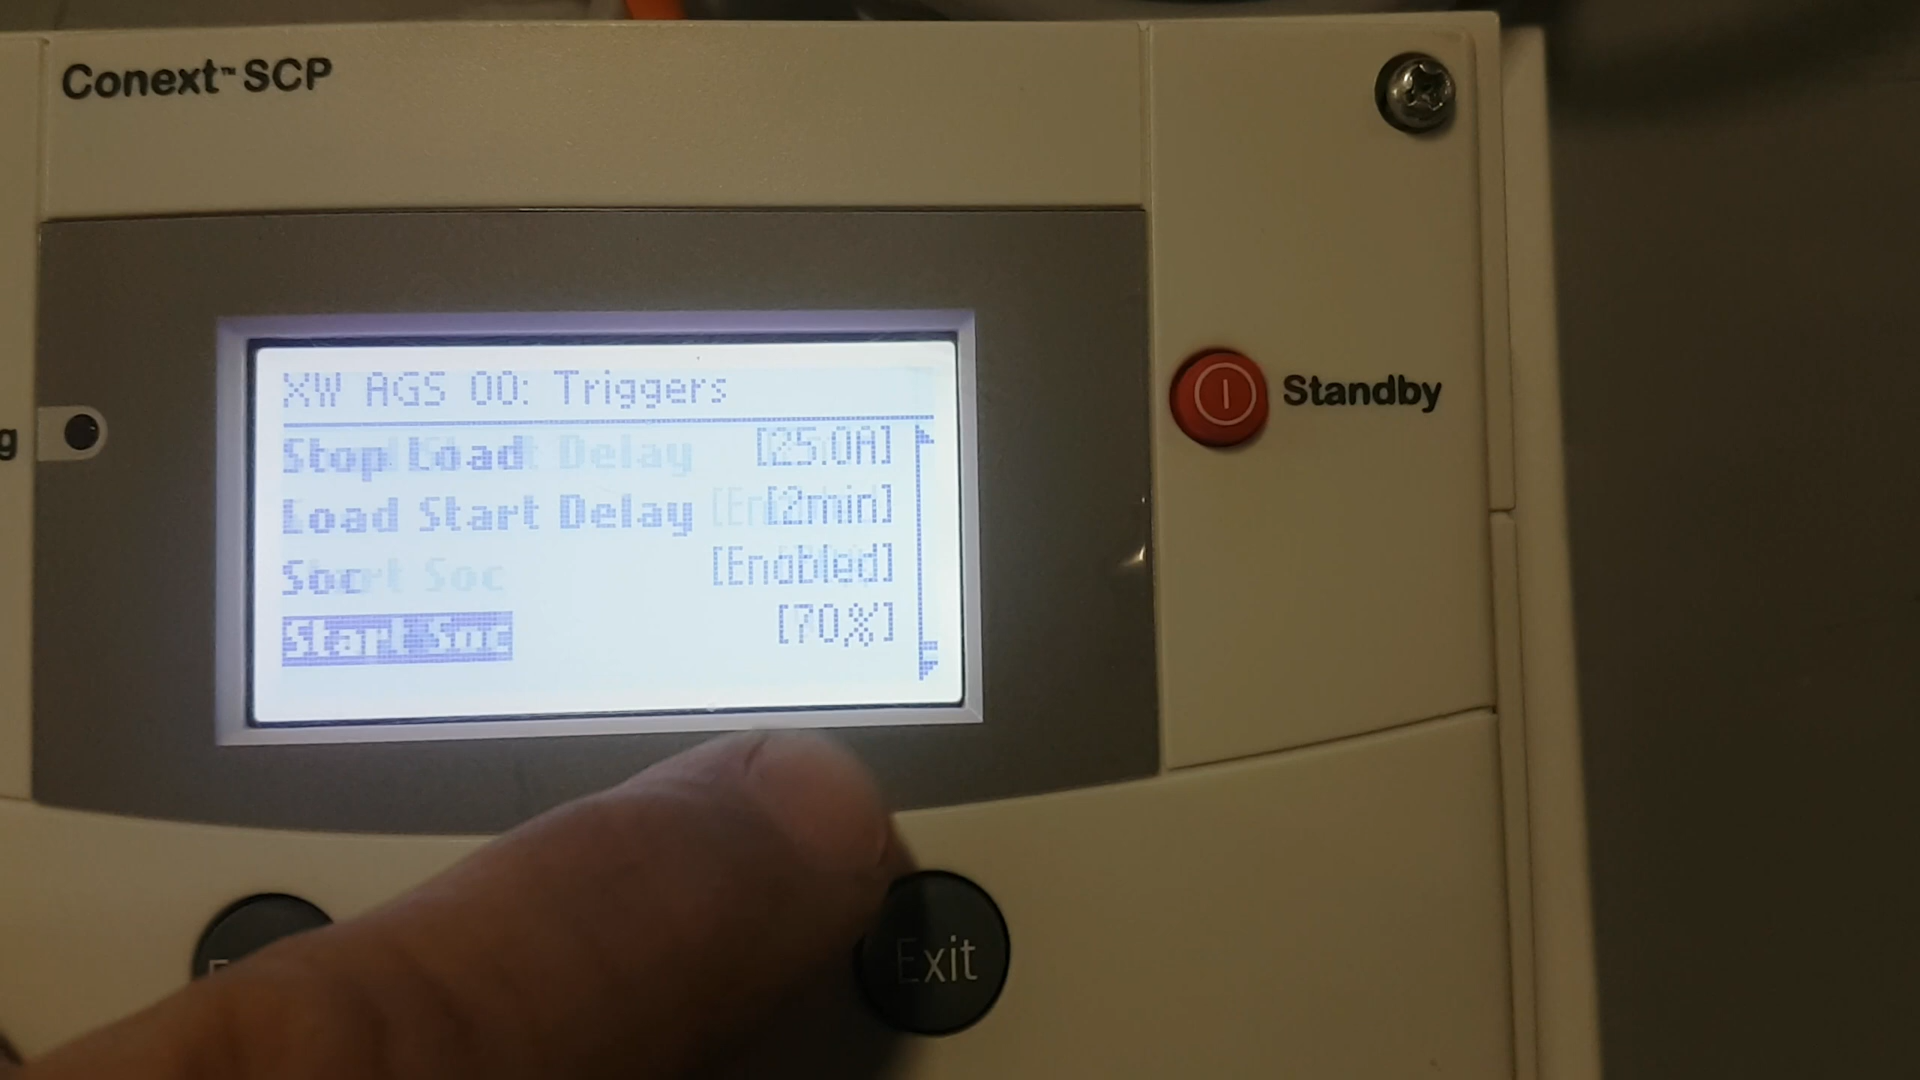 Conext™ SCP
XW AGS 00: Triggers
Stop Load [25.0A]
Load Start Delay [2min]
Soc [Enabled]
Start Soc [70%]
Standby
g
Exit